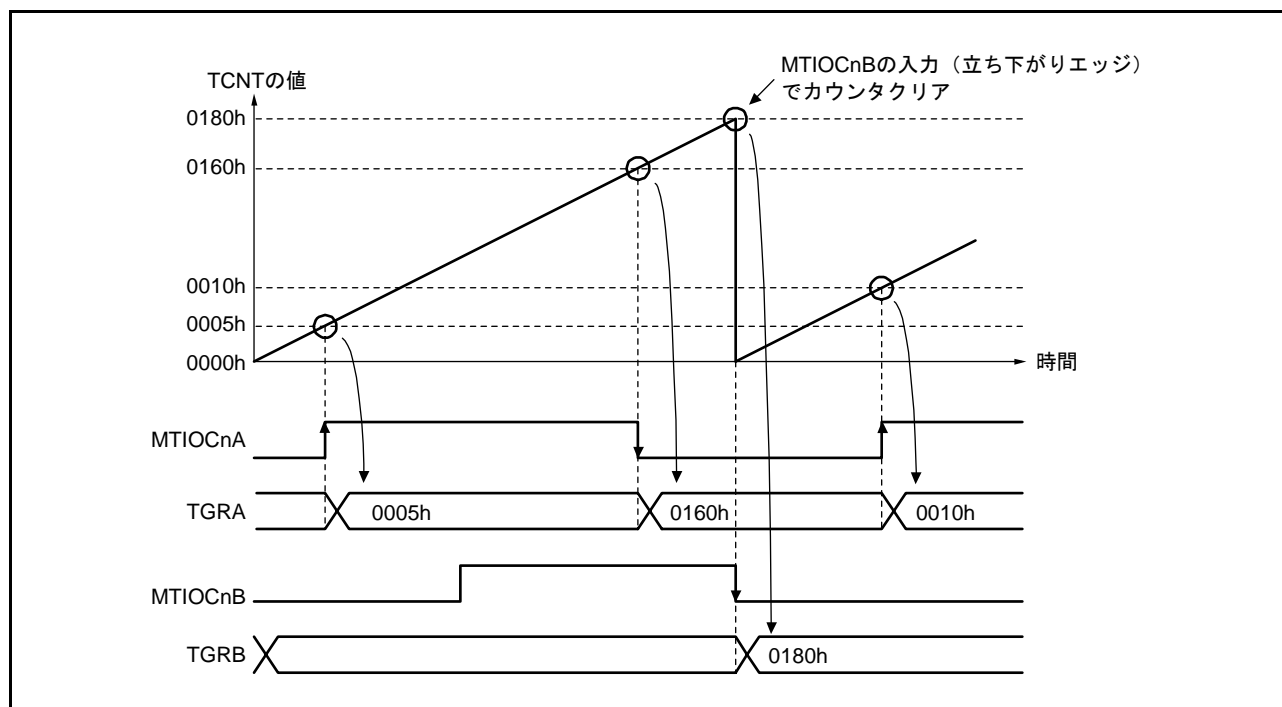 MTIOCnBの入力（立ち下がりエッジ）
でカウンタクリア
TCNTの値
0180h
0160h
0010h
0005h
0000h
時間
MTIOCnA
TGRA
0005h
0160h
0010h
MTIOCnB
TGRB
0180h